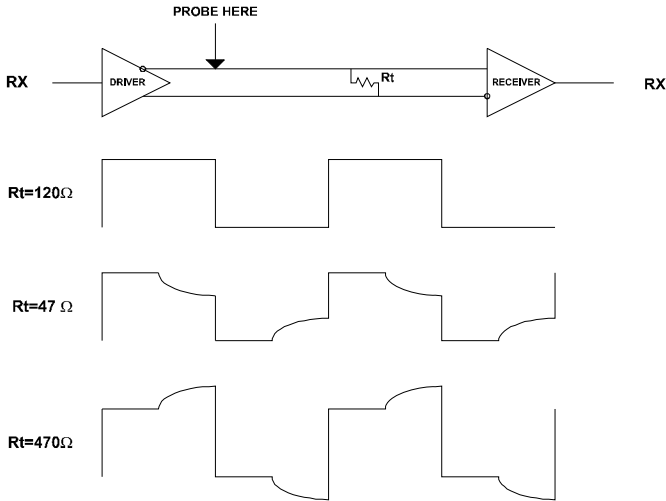 PROBE HERE
RX
DRIVER
Rt
RECEIVER
RX
Rt=120Ω
Rt=47 Ω
Rt=470Ω